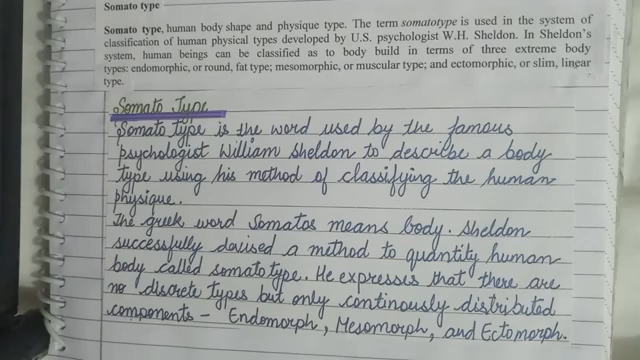 Somato type
Somato type, human body shape and physique type. The term somatotype is used in the system of
classification of human physical types developed by U.S. psychologist W.H. Sheldon. In Sheldon's
system, human beings can be classified as to body build in terms of three extreme body
types: endomorphic, or round, fat type; mesomorphic, or muscular type; and ectomorphic, or slim, linear
type.
Somato Type
Somato type is the word used by the famous
psychologist William sheldon to describe a body
type using his method of classifying the human
physique.
The greek word Somatos means body. Sheldon
successfully davised a method to quantity human
body called somatotype. He expresses that there are
no discrete types but only continously distributed
components - Endomorph, Mesomorph, and Ectomorph.